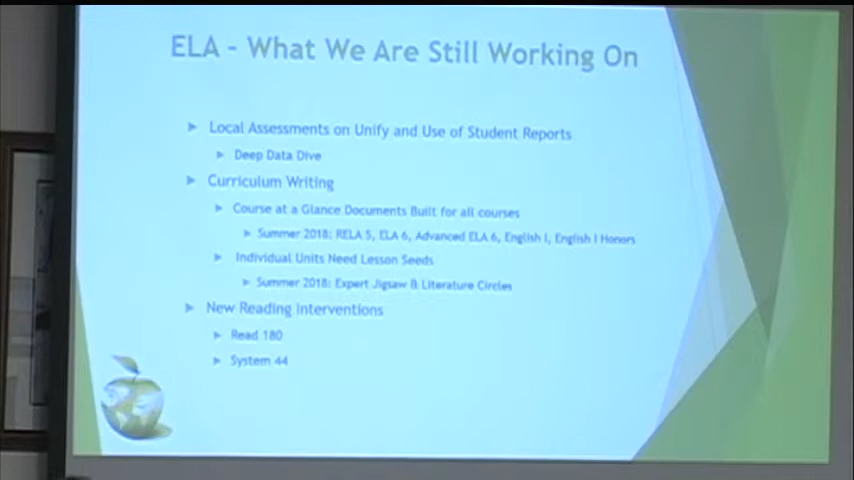 ELA – What We Are Still Working On
Local Assessments on Unify and Use of Student Reports
Deep Data Dive
Curriculum Writing
Course at a Glance Documents Built for all courses
Summer 2018: RELA 5, ELA 6, Advanced ELA 6, English I, English I Honors
Individual Units Need Lesson Seeds
Summer 2018: Expert Jigsaw & Literature Circles
New Reading Interventions
Read 180
System 44